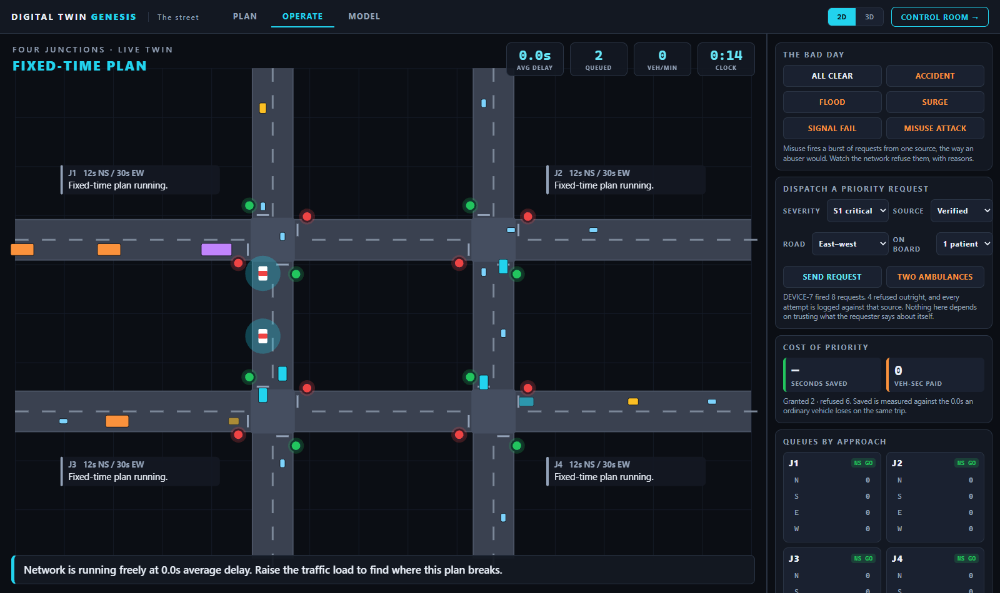 DIGITAL TWIN GENESIS
The street
PLAN
OPERATE
MODEL
2D
3D
CONTROL ROOM →
FOUR JUNCTIONS · LIVE TWIN
FIXED-TIME PLAN
0.0s
AVG DELAY
2
QUEUED
0
VEH/MIN
0:14
CLOCK
J1 12s NS / 30s EW
Fixed-time plan running.
J2 12s NS / 30s EW
Fixed-time plan running.
J3 12s NS / 30s EW
Fixed-time plan running.
J4 12s NS / 30s EW
Fixed-time plan running.
Network is running freely at 0.0s average delay. Raise the traffic load to find where this plan breaks.
THE BAD DAY
ALL CLEAR
ACCIDENT
FLOOD
SURGE
SIGNAL FAIL
MISUSE ATTACK
Misuse fires a burst of requests from one source, the way an
abuser would. Watch the network refuse them, with reasons.
DISPATCH A PRIORITY REQUEST
SEVERITY
S1 critical
SOURCE
Verified
ROAD
East–west
ON
BOARD
1 patient
SEND REQUEST
TWO AMBULANCES
DEVICE-7 fired 8 requests. 4 refused outright, and every
attempt is logged against that source. Nothing here depends
on trusting what the requester says about itself.
COST OF PRIORITY
–
SECONDS SAVED
0
VEH-SEC PAID
Granted 2 · refused 6. Saved is measured against the 0.0s an
ordinary vehicle loses on the same trip.
QUEUES BY APPROACH
J1
NS GO
N 0
S 0
E 0
W 0
J2
NS GO
N 0
S 0
E 0
W 0
J3
NS GO
N 0
S 0
J4
NS GO
N 0
S 0